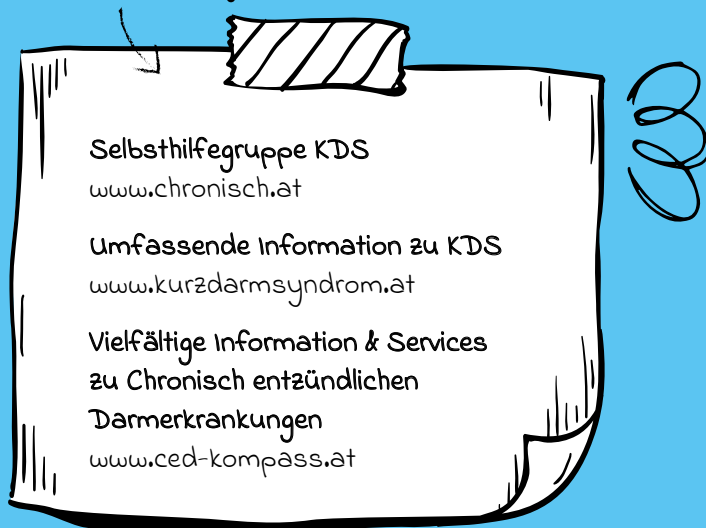 Selbsthilfegruppe KDS
www.chronisch.at
Umfassende Information zu KDS
www.kurzdarmsyndrom.at
Vielfältige Information & Services
zu Chronisch entzündlichen
Darmerkrankungen
www.ced-kompass.at